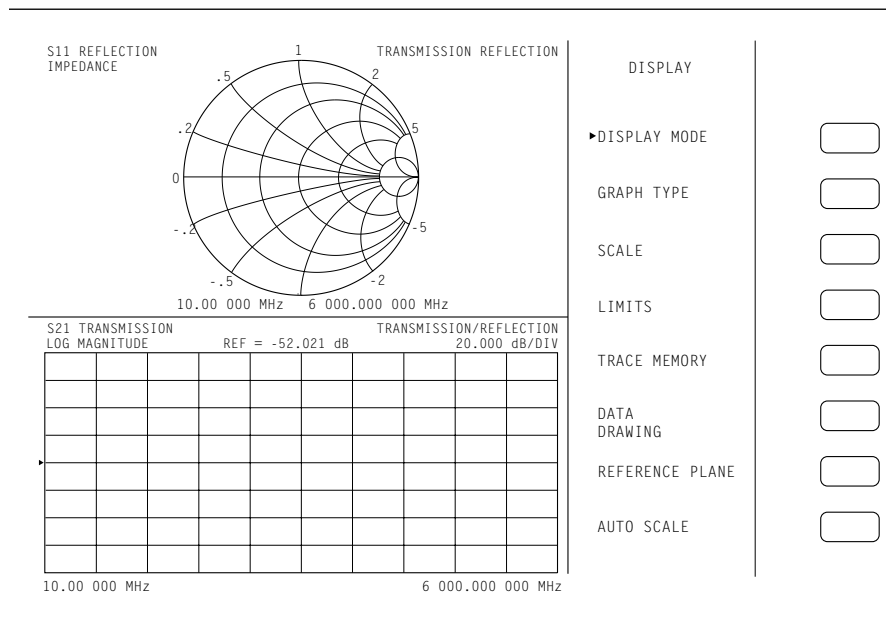 S11 REFLECTION
IMPEDANCE
TRANSMISSION REFLECTION
1
.5
2
.2
5
0
-.2
-5
-.5
-2
10.00 000 MHz 6 000.000 000 MHz
S21 TRANSMISSION
LOG MAGNITUDE
REF = -52.021 dB
TRANSMISSION/REFLECTION
20.000 dB/DIV
10.00 000 MHz 6 000.000 000 MHz
DISPLAY
DISPLAY MODE
GRAPH TYPE
SCALE
LIMITS
TRACE MEMORY
DATA
DRAWING
REFERENCE PLANE
AUTO SCALE